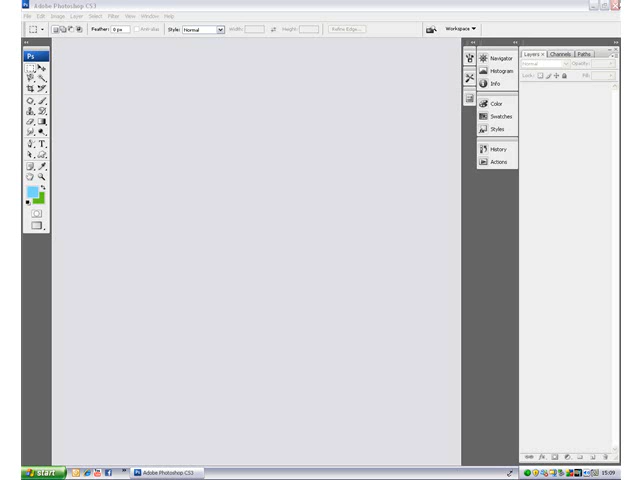 Adobe Photoshop CS3
File Edit Image Layer Select Filter View Window Help
Feather: 0 px Anti-alias Style: Normal Width: Height: Refine Edge... Workspace
Ps
Navigator
Histogram
Info
Color
Swatches
Styles
History
Actions
Layers × Channels Paths
Normal Opacity:
Lock: Fill:
T
fx
start Adobe Photoshop CS3 15:09